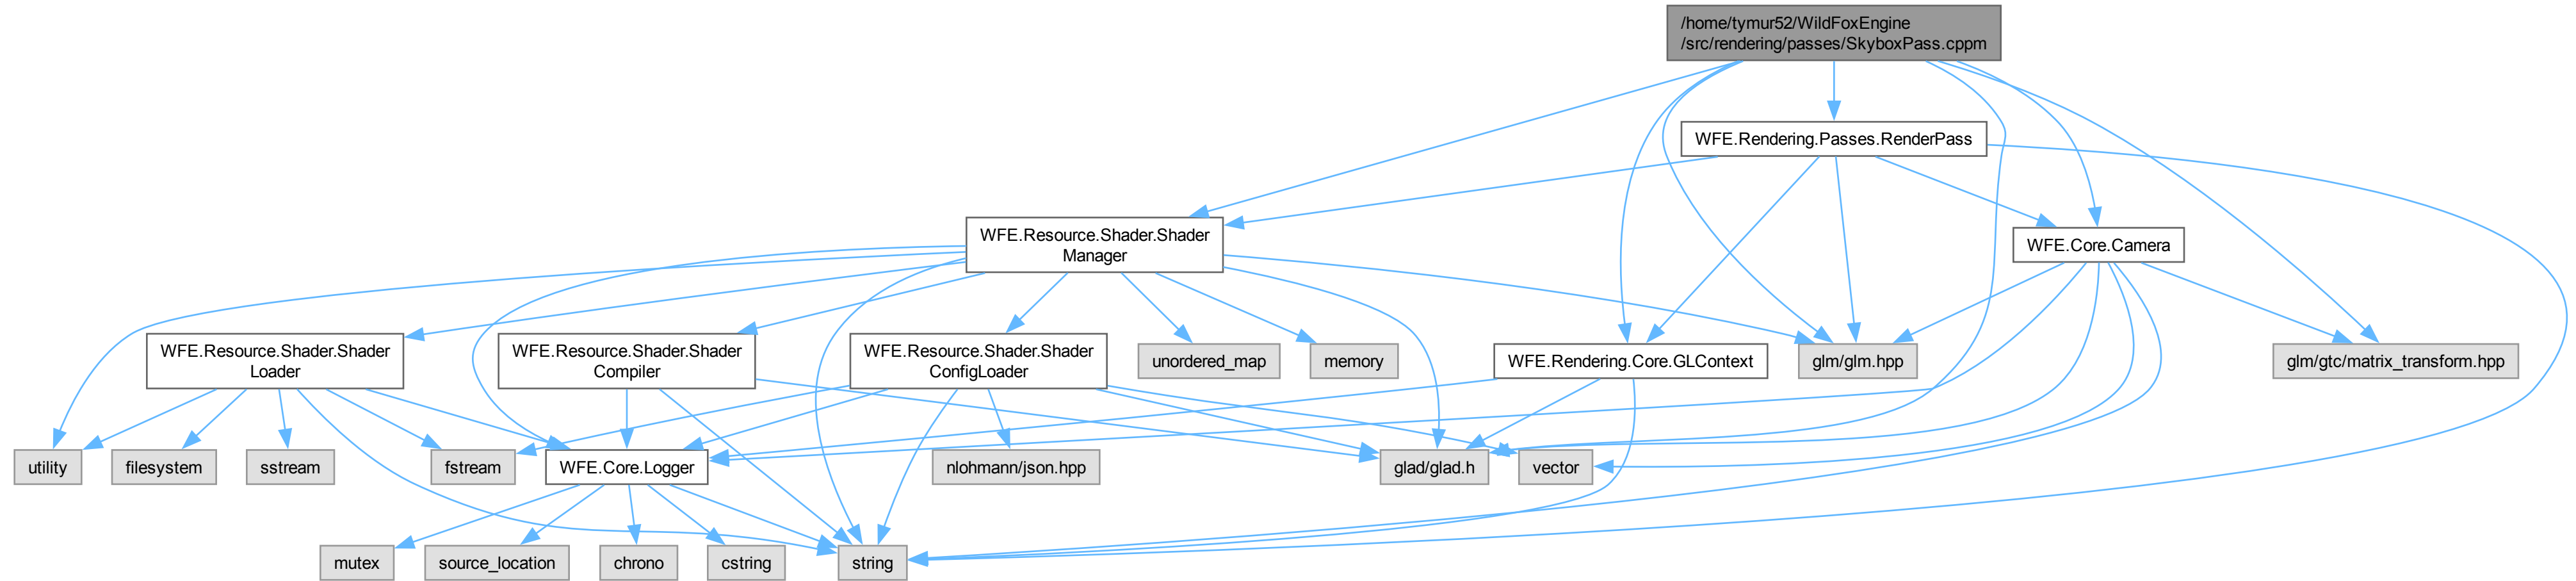 /home/tymur52/WildFoxEngine
/src/rendering/passes/SkyboxPass.cppm
WFE.Rendering.Passes.RenderPass
WFE.Resource.Shader.Shader
Manager
WFE.Core.Camera
WFE.Resource.Shader.Shader
Loader
WFE.Resource.Shader.Shader
Compiler
WFE.Resource.Shader.Shader
ConfigLoader
unordered_map
memory
WFE.Rendering.Core.GLContext
glm/glm.hpp
glm/gtc/matrix_transform.hpp
utility
filesystem
sstream
fstream
WFE.Core.Logger
nlohmann/json.hpp
glad/glad.h
vector
mutex
source_location
chrono
cstring
string